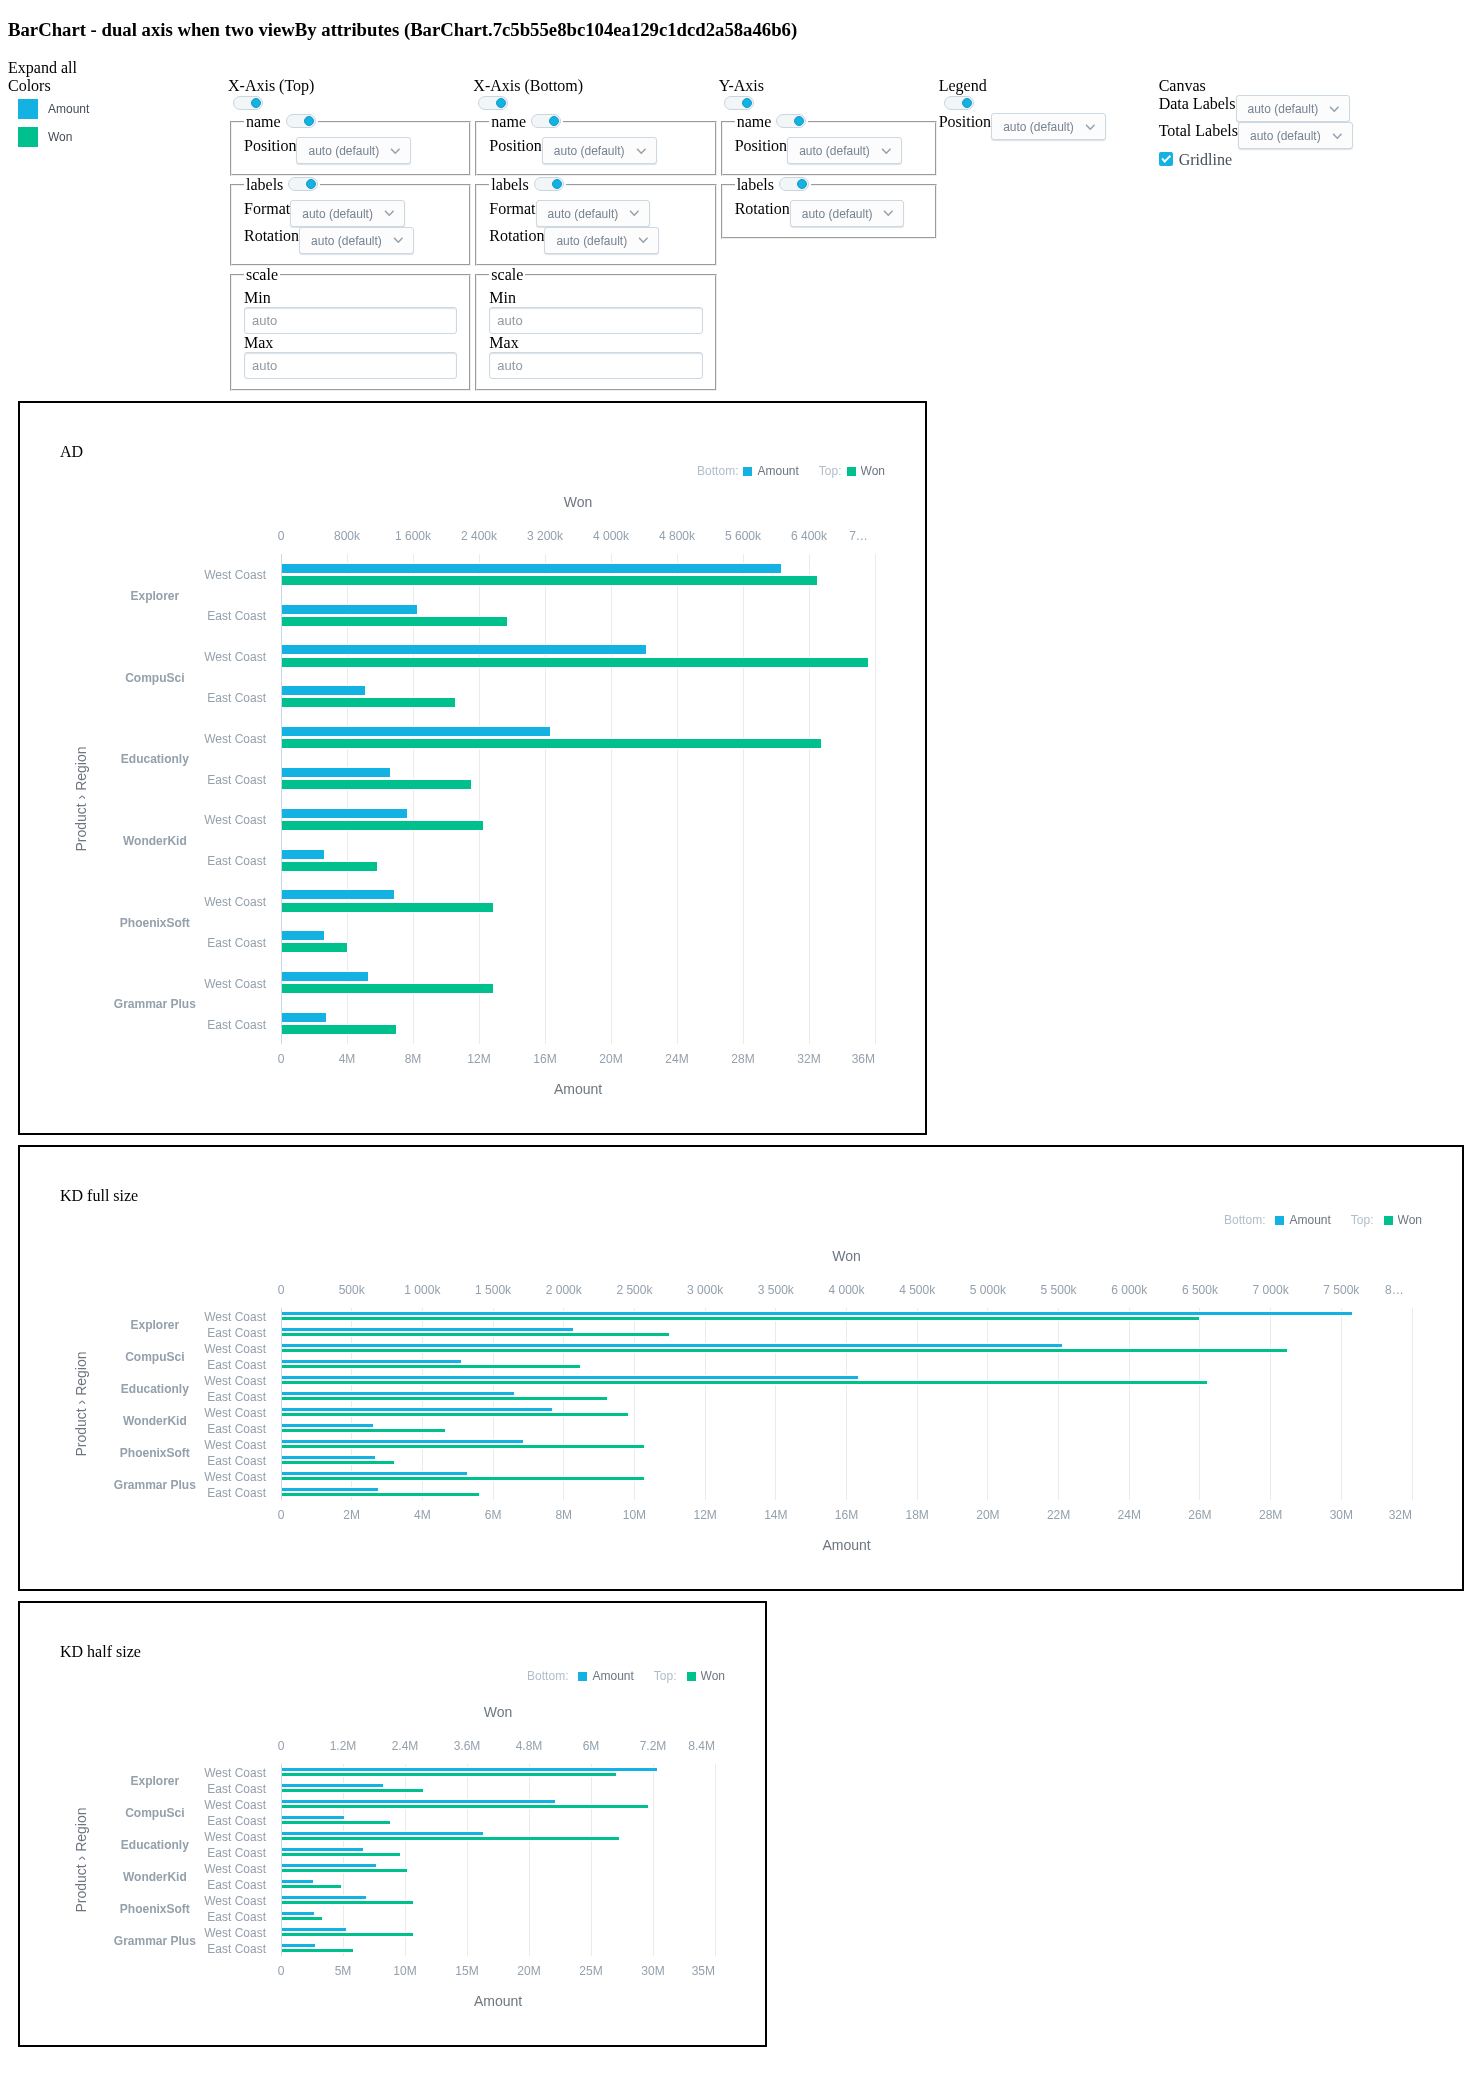 BarChart - dual axis when two viewBy attributes (BarChart.7c5b55e8bc104ea129c1dcd2a58a46b6)
Expand all
Colors
Amount
Won
X-Axis (Top)
name
Position auto (default)
labels
Format auto (default)
Rotation auto (default)
scale
Min
auto
Max
auto
X-Axis (Bottom)
name
Position auto (default)
labels
Format auto (default)
Rotation auto (default)
scale
Min
auto
Max
auto
Y-Axis
name
Position auto (default)
labels
Rotation auto (default)
Legend
Position auto (default)
Canvas
Data Labels auto (default)
Total Labels auto (default)
Gridline
AD
Bottom: Amount Top: Won
Won
0 800k 1 600k 2 400k 3 200k 4 000k 4 800k 5 600k 6 400k 7…
Product › Region
Explorer
West Coast
East Coast
CompuSci
West Coast
East Coast
Educationly
West Coast
East Coast
WonderKid
West Coast
East Coast
PhoenixSoft
West Coast
East Coast
Grammar Plus
West Coast
East Coast
0 4M 8M 12M 16M 20M 24M 28M 32M 36M
Amount
KD full size
Bottom: Amount Top: Won
Won
0 500k 1 000k 1 500k 2 000k 2 500k 3 000k 3 500k 4 000k 4 500k 5 000k 5 500k 6 000k 6 500k 7 000k 7 500k 8…
Product › Region
Explorer
West Coast
East Coast
CompuSci
West Coast
East Coast
Educationly
West Coast
East Coast
WonderKid
West Coast
East Coast
PhoenixSoft
West Coast
East Coast
Grammar Plus
West Coast
East Coast
0 2M 4M 6M 8M 10M 12M 14M 16M 18M 20M 22M 24M 26M 28M 30M 32M
Amount
KD half size
Bottom: Amount Top: Won
Won
0 1.2M 2.4M 3.6M 4.8M 6M 7.2M 8.4M
Product › Region
Explorer
West Coast
East Coast
CompuSci
West Coast
East Coast
Educationly
West Coast
East Coast
WonderKid
West Coast
East Coast
PhoenixSoft
West Coast
East Coast
Grammar Plus
West Coast
East Coast
0 5M 10M 15M 20M 25M 30M 35M
Amount